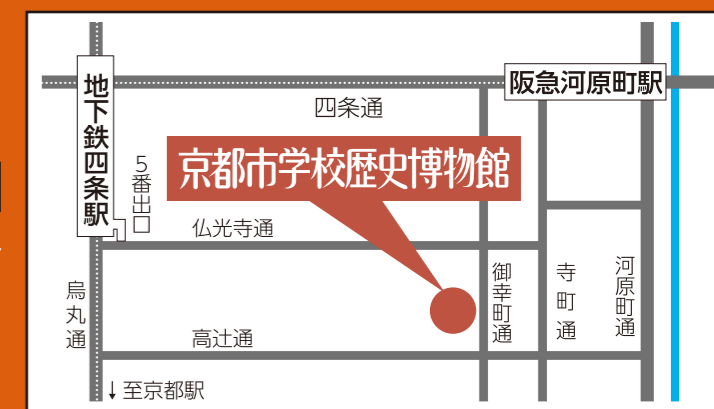 地下鉄四条駅
阪急河原町駅
四条通
5番出口
京都市学校歴史博物館
仏光寺通
烏丸通
御幸町通
寺町通
河原町通
高辻通
↓至京都駅